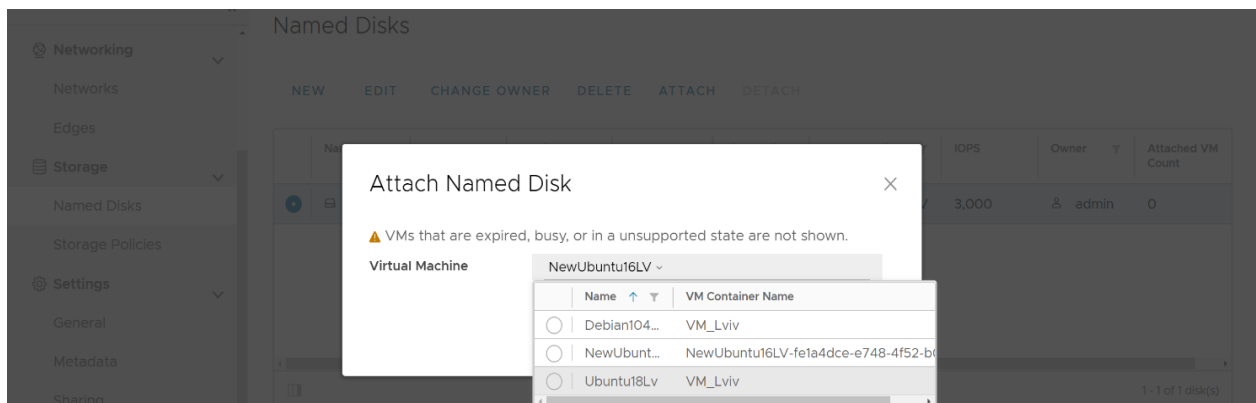 Named Disks
Networking
Networks
Edges
Storage
Named Disks
Storage Policies
Settings
General
Metadata
Sharing
NEW EDIT CHANGE OWNER DELETE ATTACH DETACH
IOPS Owner Attached VM Count
3,000 admin 0
Attach Named Disk
VMs that are expired, busy, or in a unsupported state are not shown.
Virtual Machine NewUbuntu16LV
Name VM Container Name
Debian104... VM_Lviv
NewUbunt... NewUbuntu16LV-fe1a4dce-e748-4f52-b
Ubuntu18Lv VM_Lviv
1 - 1 of 1 disk(s)